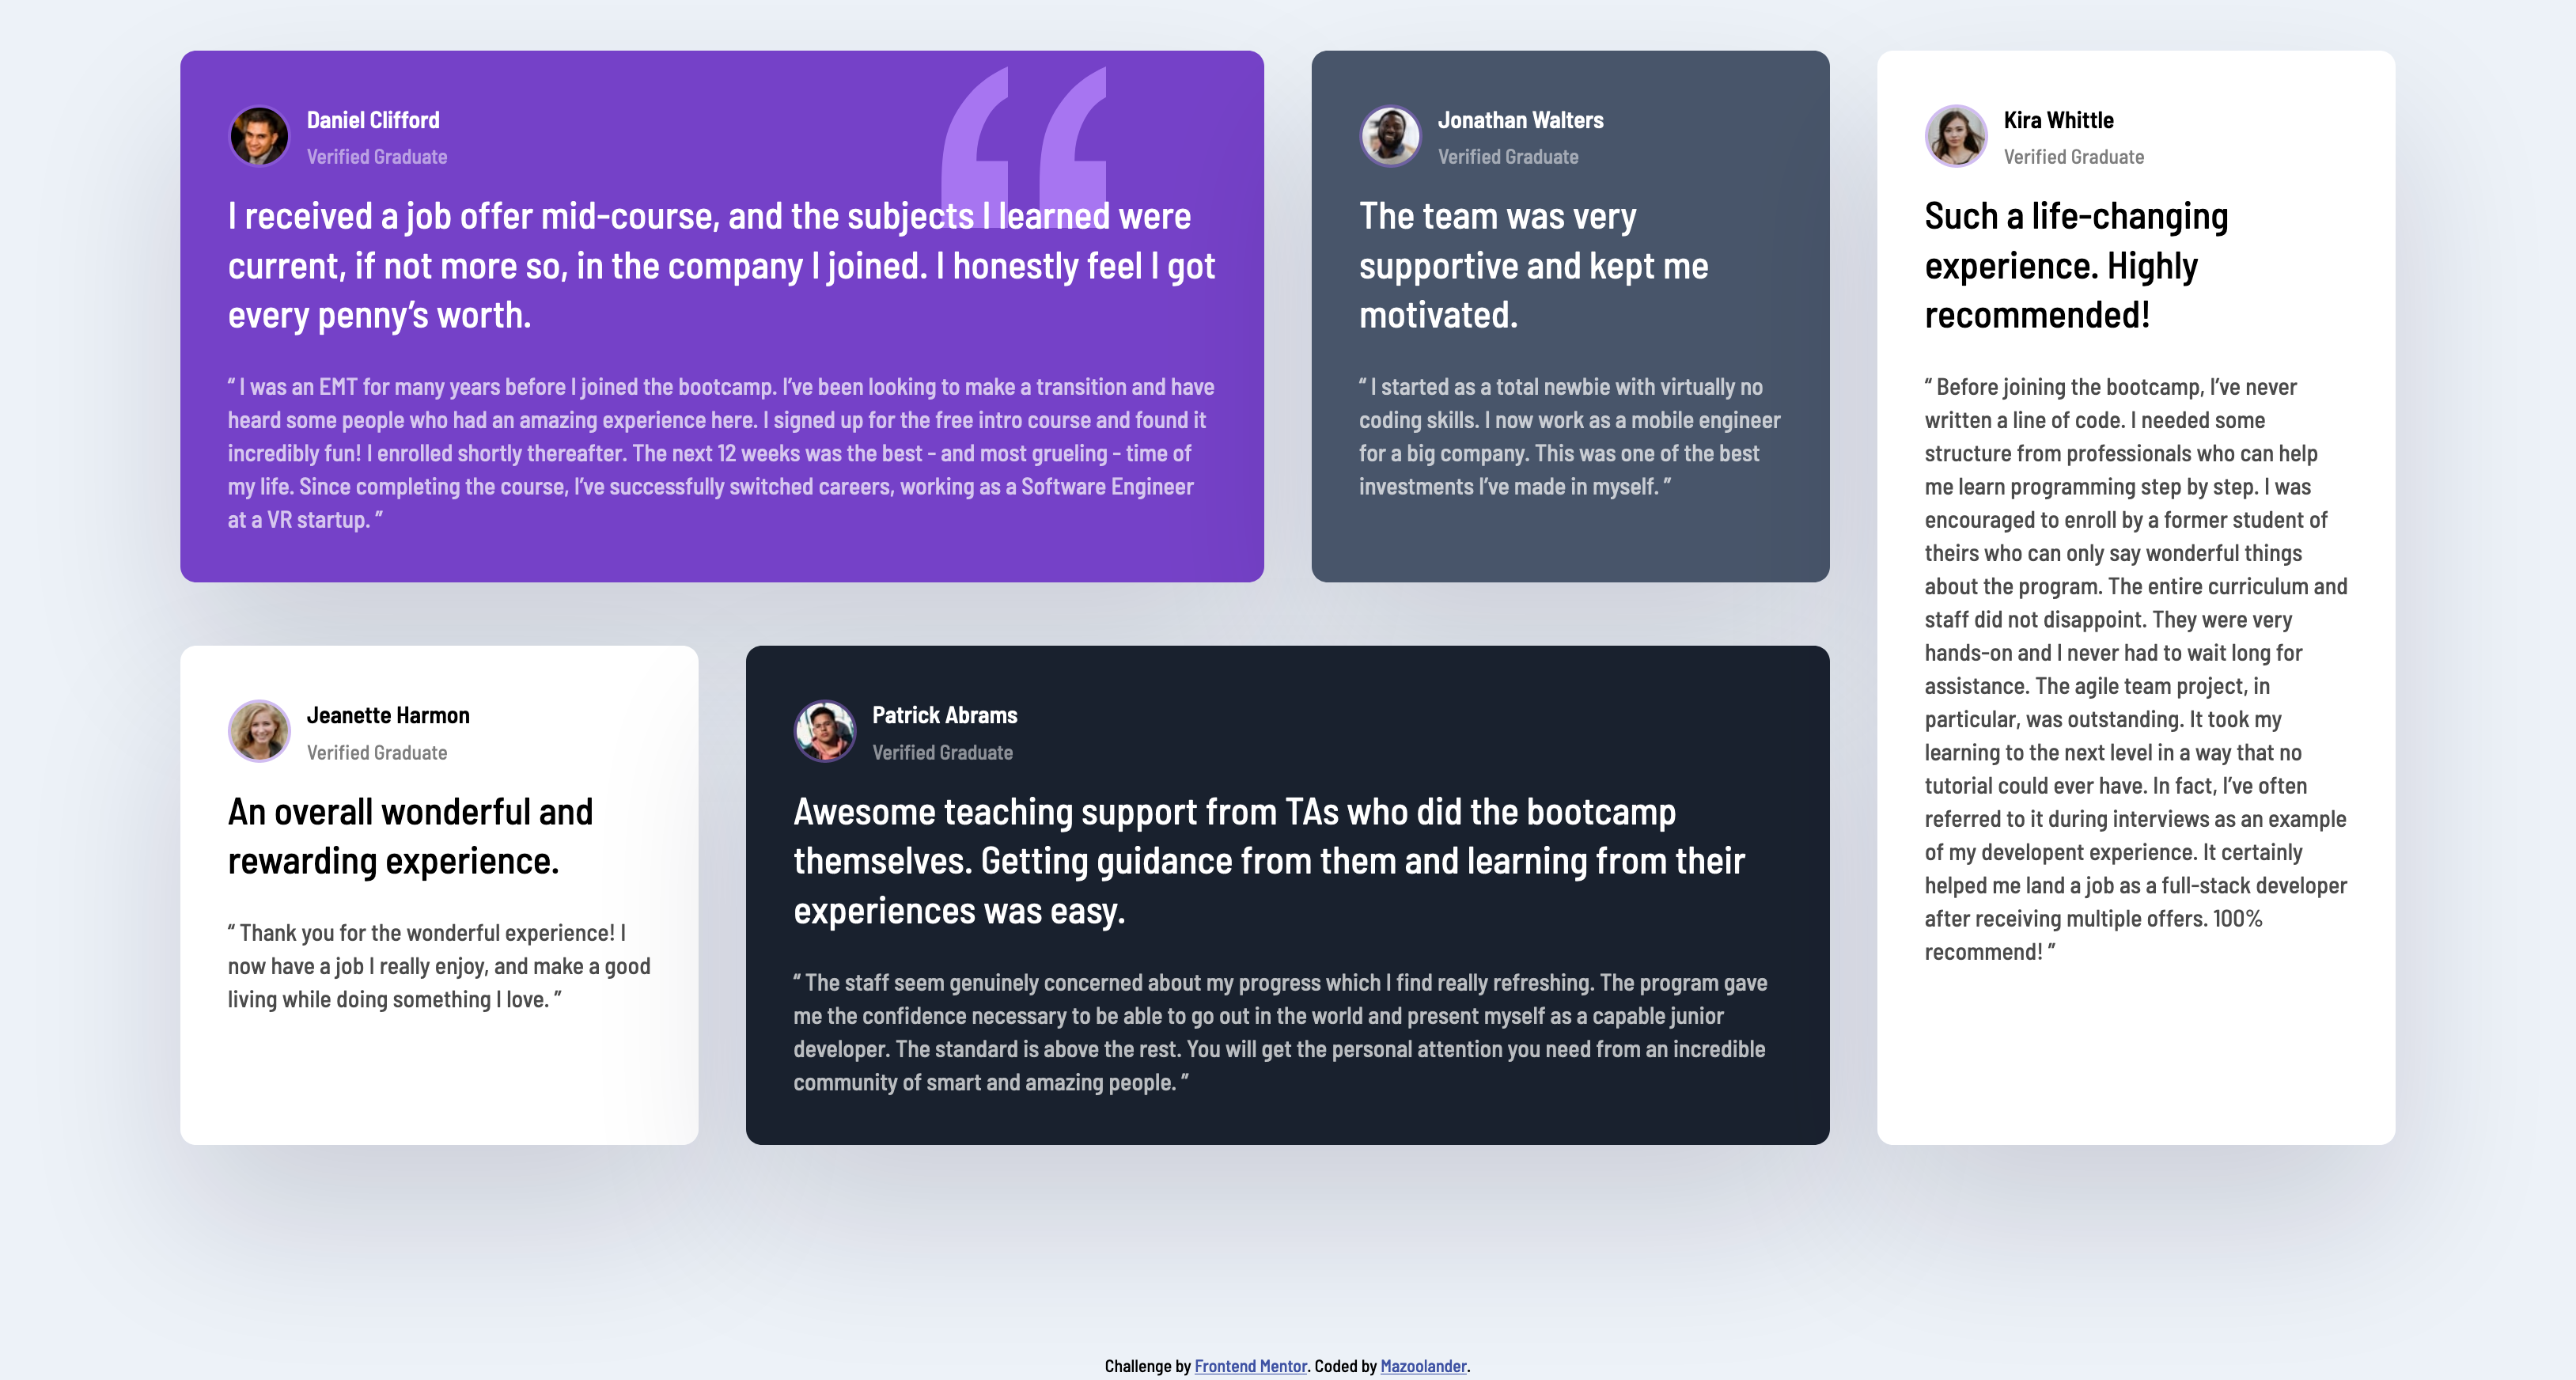 Daniel Clifford
Verified Graduate
I received a job offer mid-course, and the subjects I learned were
current, if not more so, in the company I joined. I honestly feel I got
every penny’s worth.
“ I was an EMT for many years before I joined the bootcamp. I’ve been looking to make a transition and have
heard some people who had an amazing experience here. I signed up for the free intro course and found it
incredibly fun! I enrolled shortly thereafter. The next 12 weeks was the best - and most grueling - time of
my life. Since completing the course, I’ve successfully switched careers, working as a Software Engineer
at a VR startup. ”
Jonathan Walters
Verified Graduate
The team was very
supportive and kept me
motivated.
“ I started as a total newbie with virtually no
coding skills. I now work as a mobile engineer
for a big company. This was one of the best
investments I’ve made in myself. ”
Kira Whittle
Verified Graduate
Such a life-changing
experience. Highly
recommended!
“ Before joining the bootcamp, I’ve never
written a line of code. I needed some
structure from professionals who can help
me learn programming step by step. I was
encouraged to enroll by a former student of
theirs who can only say wonderful things
about the program. The entire curriculum and
staff did not disappoint. They were very
hands-on and I never had to wait long for
assistance. The agile team project, in
particular, was outstanding. It took my
learning to the next level in a way that no
tutorial could ever have. In fact, I’ve often
referred to it during interviews as an example
of my developent experience. It certainly
helped me land a job as a full-stack developer
after receiving multiple offers. 100%
recommend! ”
Jeanette Harmon
Verified Graduate
An overall wonderful and
rewarding experience.
“ Thank you for the wonderful experience! I
now have a job I really enjoy, and make a good
living while doing something I love. ”
Patrick Abrams
Verified Graduate
Awesome teaching support from TAs who did the bootcamp
themselves. Getting guidance from them and learning from their
experiences was easy.
“ The staff seem genuinely concerned about my progress which I find really refreshing. The program gave
me the confidence necessary to be able to go out in the world and present myself as a capable junior
developer. The standard is above the rest. You will get the personal attention you need from an incredible
community of smart and amazing people. ”
Challenge by Frontend Mentor. Coded by Mazoolander.